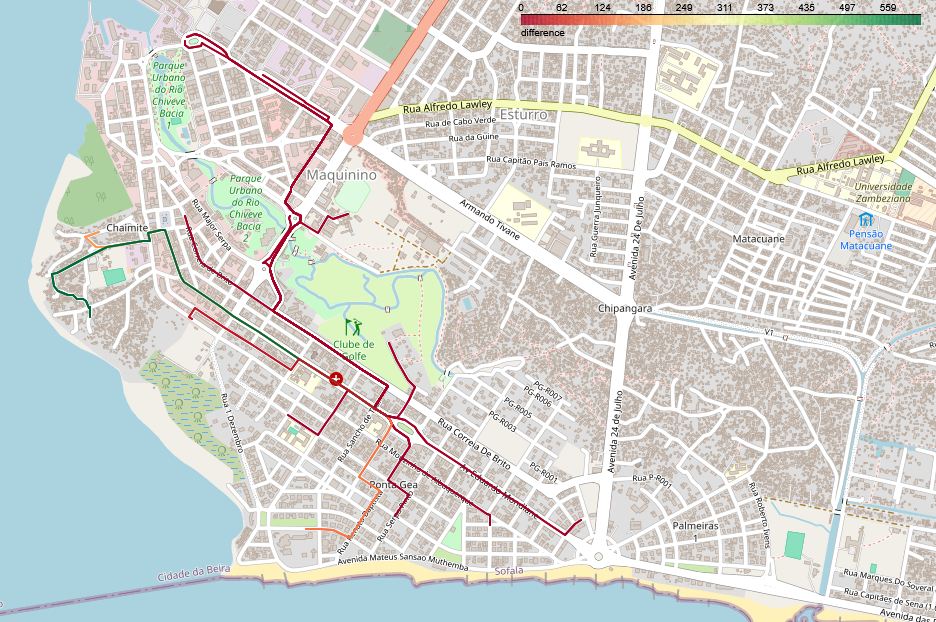 0 62 124 186 249 311 373 435 497 559
difference
Parque
Urbano
do Rio
Chiveve
Bacia
1
Rua Alfredo Lawley
Esturro
Rua de Cabo Verde
Rua da Guine
Rua Capitão Pais Ramos
Rua Alfredo Lawley
Universidade
Zambeziana
Maquinino
Parque
Urbano
do Rio
Chiveve
Bacia
2
Rua Major Serpa
Rua Guerra Junqueiro
Avenida 24 de Julho
Armando Tivane
Pensão
Matacuane
Matacuane
Chaimite
Chipangara
V1
Clube de
Golfe
PG-R007
PG-R006
PG-R005
PG-R003
PG-R001
Rua 1 Dezembro
Avenida 24 de Julho
Rua Correia De Brito
Av Eduardo Mondlane
Ponta-Gea
Rua P-R001
Rua Roberto Ivens
Palmeiras
1
Avenida Mateus Sansao Muthemba
Sofala
Cidade da Beira
Rua Marques Do Soveral
Rua Capitães de Sena (1.0
Avenida das